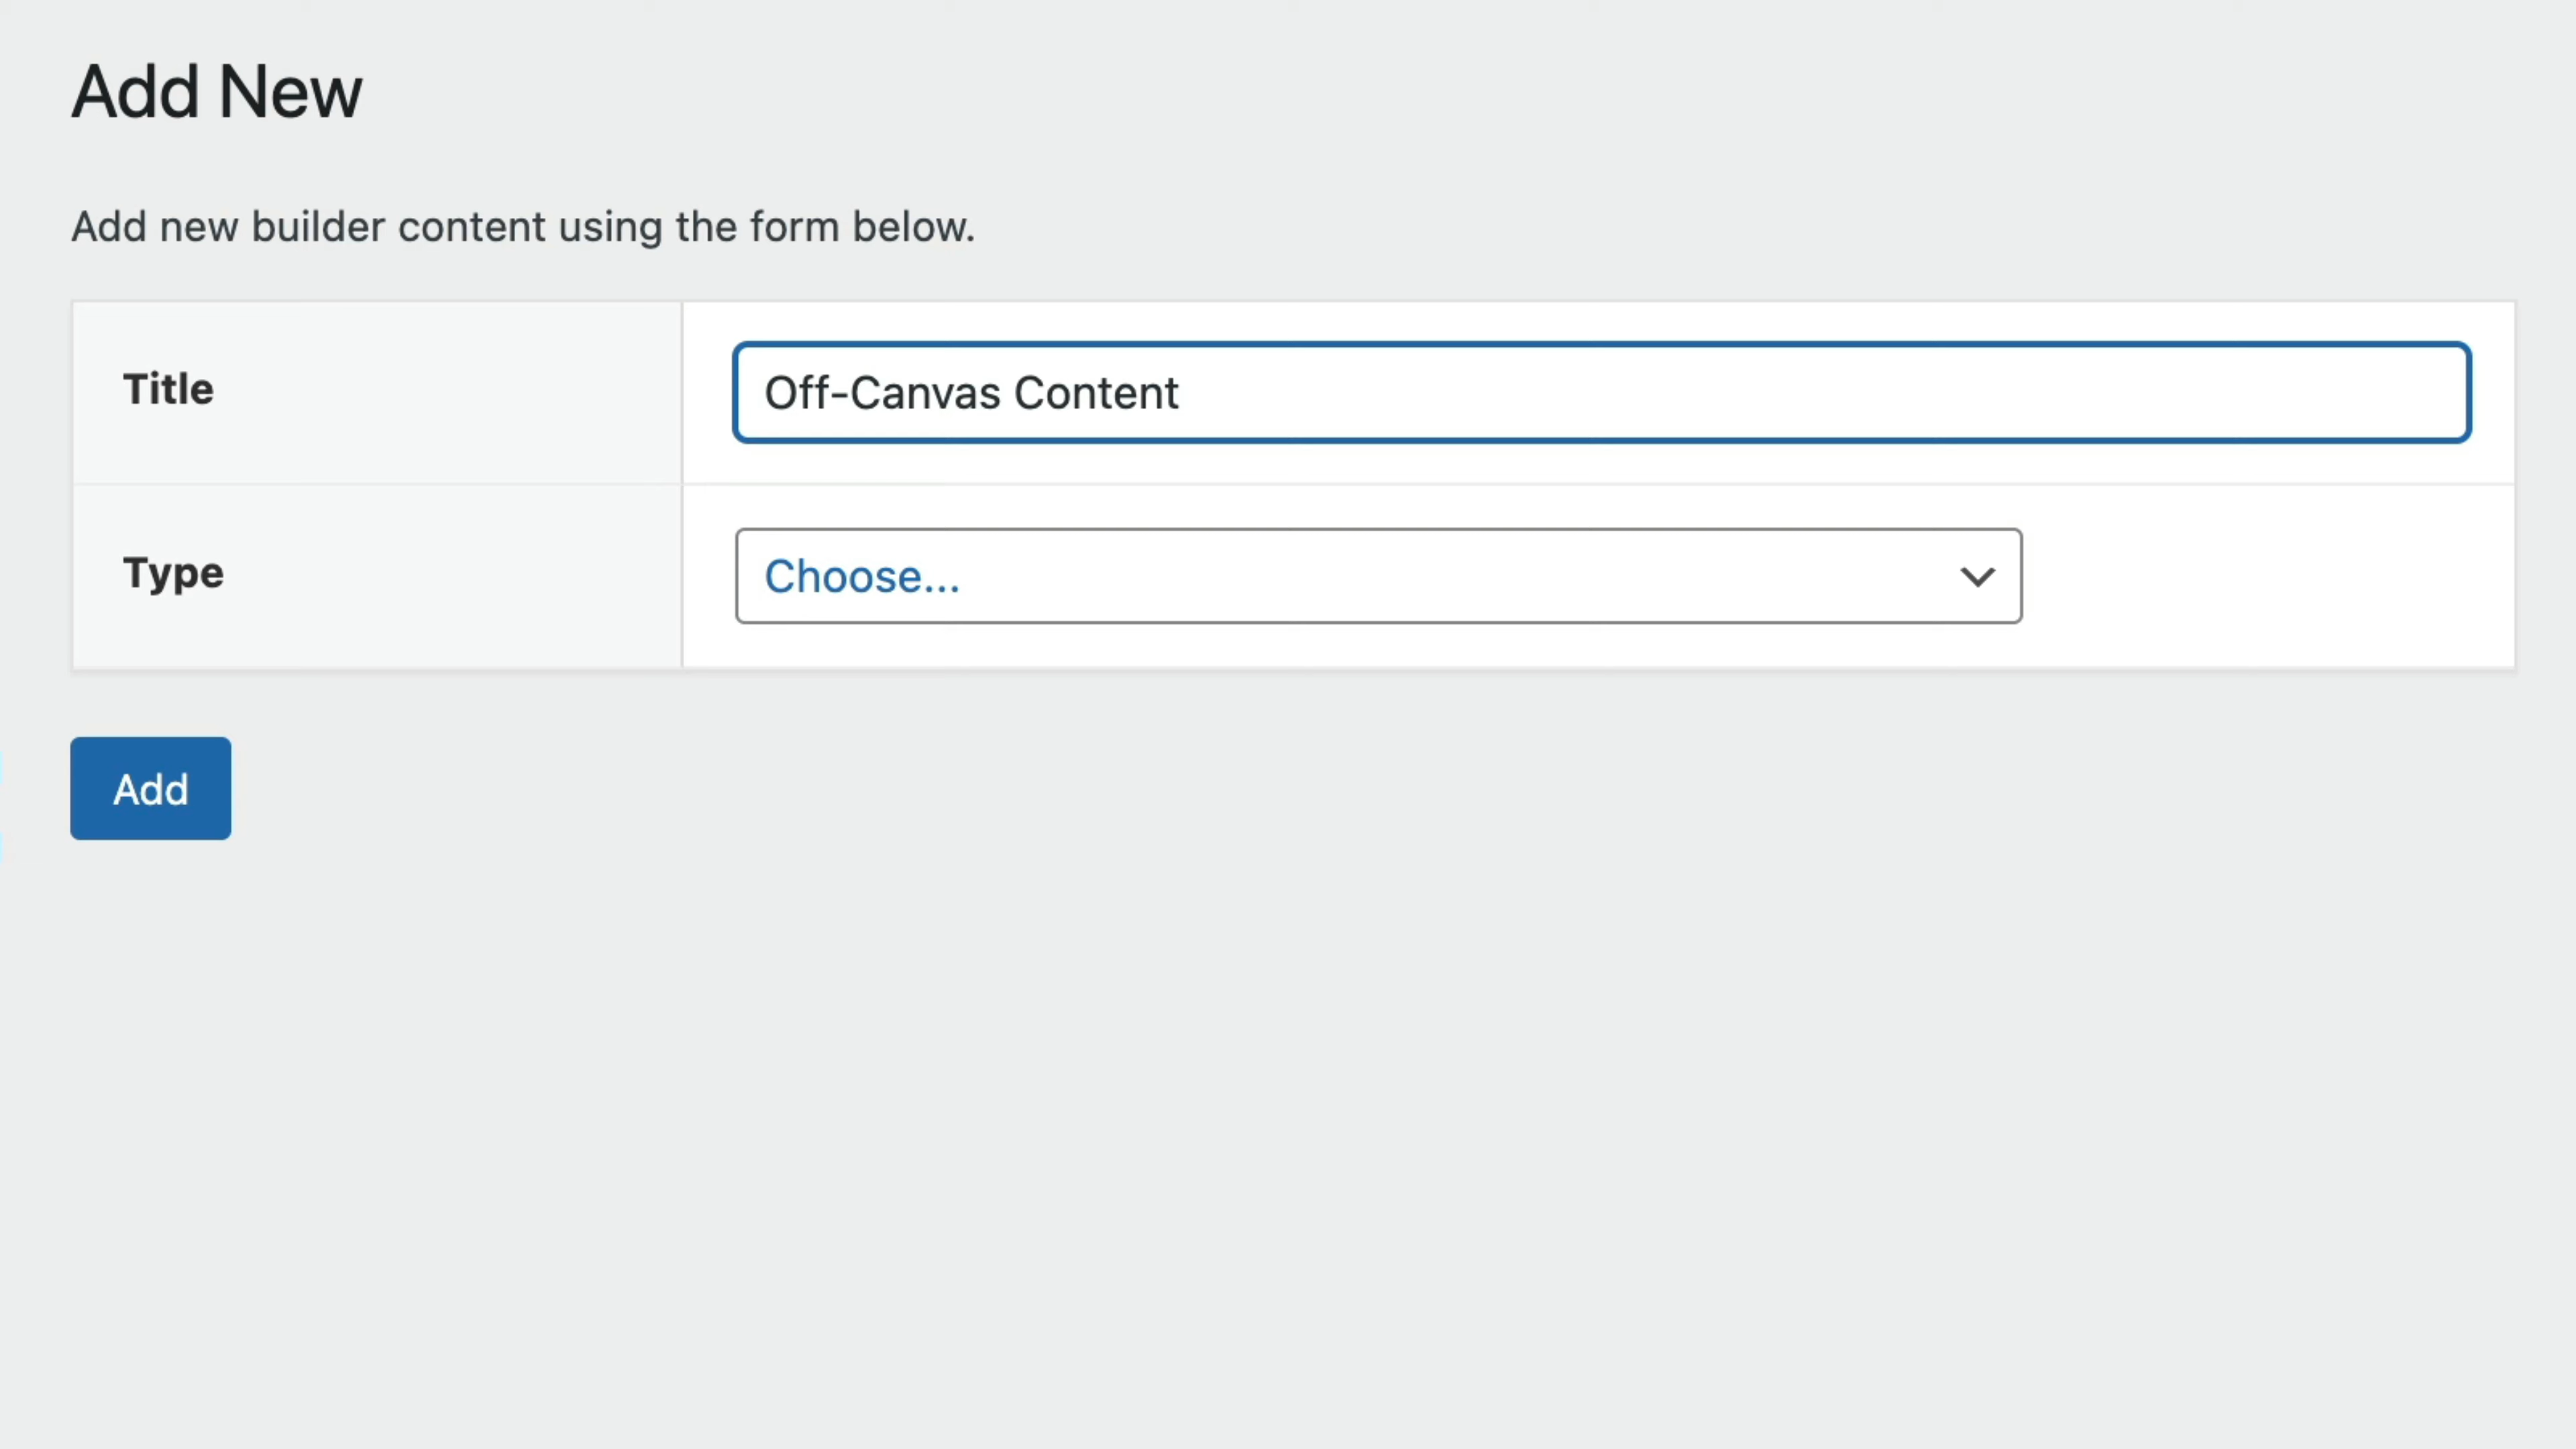 Add New
Add new builder content using the form below.
Title
Off-Canvas Content
Type
Choose...
Add